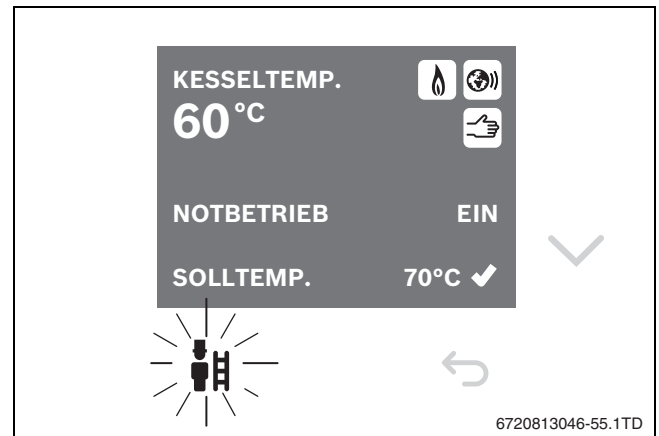 KESSELTEMP.
60°C
NOTBETRIEB EIN
SOLLTEMP. 70°C
6720813046-55.1TD